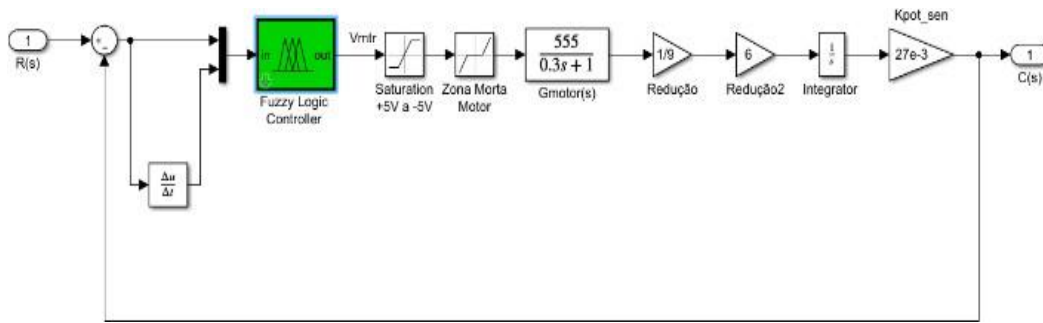 Kpot_sen
1
R(s)
+
-
Δu
Δt
in
out
Fuzzy Logic
Controller
Vmtr
Saturation
+5V a -5V
Zona Morta
Motor
555
0.3s + 1
Gmotor(s)
1/9
Redução
6
Redução2
1
s
Integrator
27e-3
1
C(s)